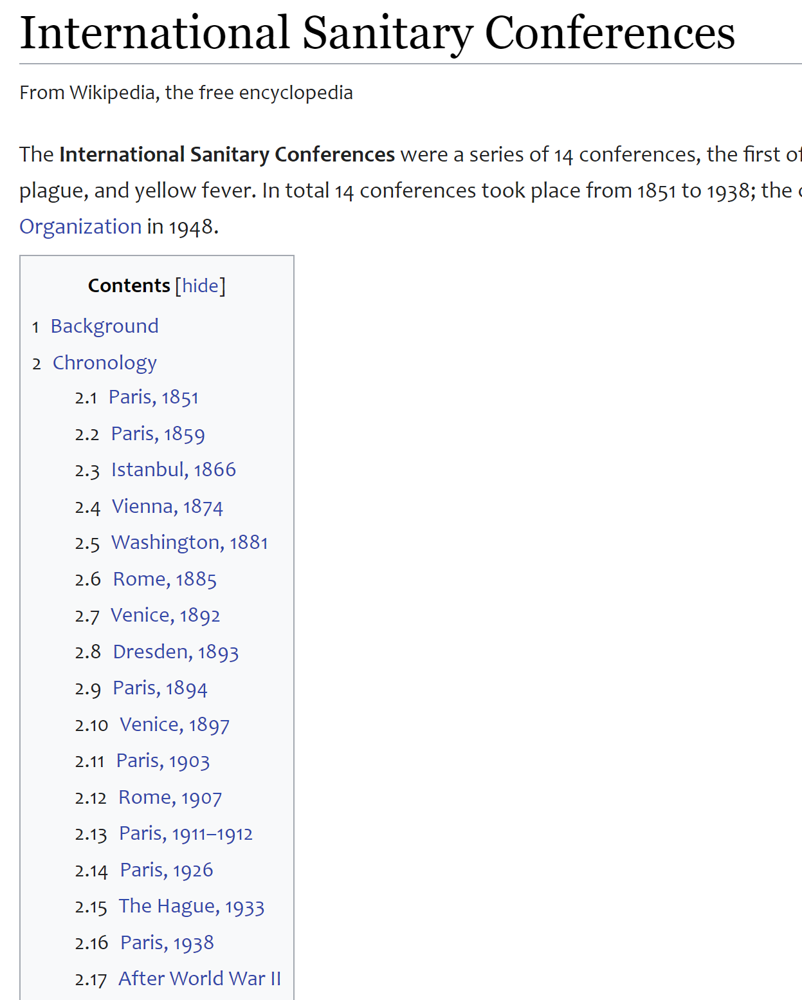 International Sanitary Conferences
From Wikipedia, the free encyclopedia
The International Sanitary Conferences were a series of 14 conferences, the first of
plague, and yellow fever. In total 14 conferences took place from 1851 to 1938; the
Organization in 1948.
Contents [hide]
1 Background
2 Chronology
2.1 Paris, 1851
2.2 Paris, 1859
2.3 Istanbul, 1866
2.4 Vienna, 1874
2.5 Washington, 1881
2.6 Rome, 1885
2.7 Venice, 1892
2.8 Dresden, 1893
2.9 Paris, 1894
2.10 Venice, 1897
2.11 Paris, 1903
2.12 Rome, 1907
2.13 Paris, 1911–1912
2.14 Paris, 1926
2.15 The Hague, 1933
2.16 Paris, 1938
2.17 After World War II